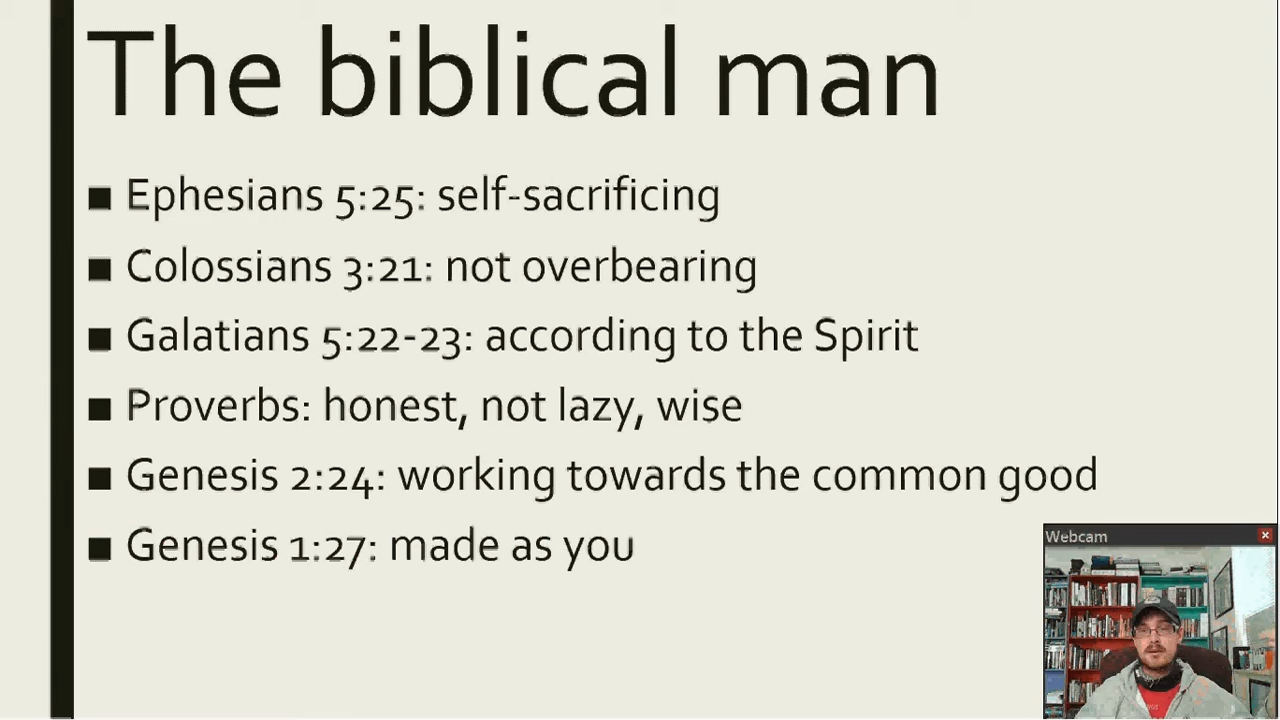 The biblical man
■ Ephesians 5:25: self-sacrificing
■ Colossians 3:21: not overbearing
■ Galatians 5:22-23: according to the Spirit
■ Proverbs: honest, not lazy, wise
■ Genesis 2:24: working towards the common good
■ Genesis 1:27: made as you
Webcam